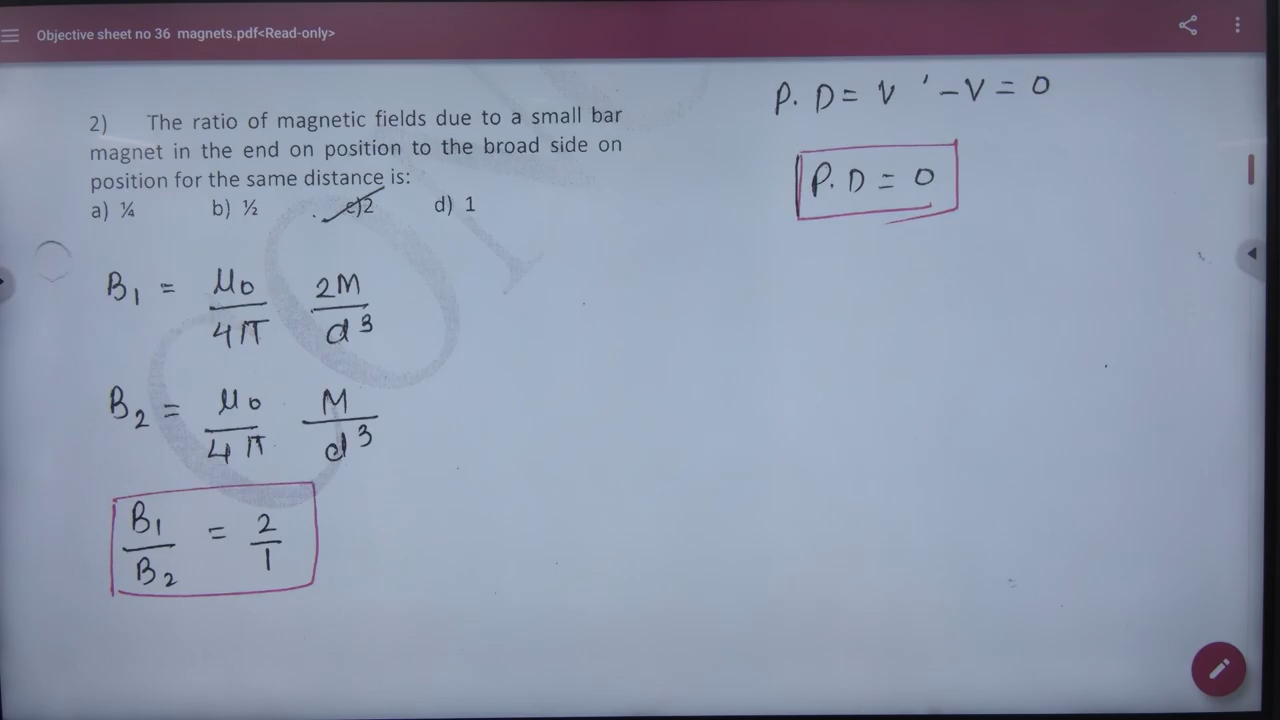 Objective sheet no 36 magnets.pdf<Read-only>
2) The ratio of magnetic fields due to a small bar
magnet in the end on position to the broad side on
position for the same distance is:
a) ¼ b) ½ c)2 d) 1
B₁ = μ₀/4π 2M/d³
B₂ = μ₀/4π M/d³
B₁/B₂ = 2/1
P. D = V ' - V = 0
P. D = 0